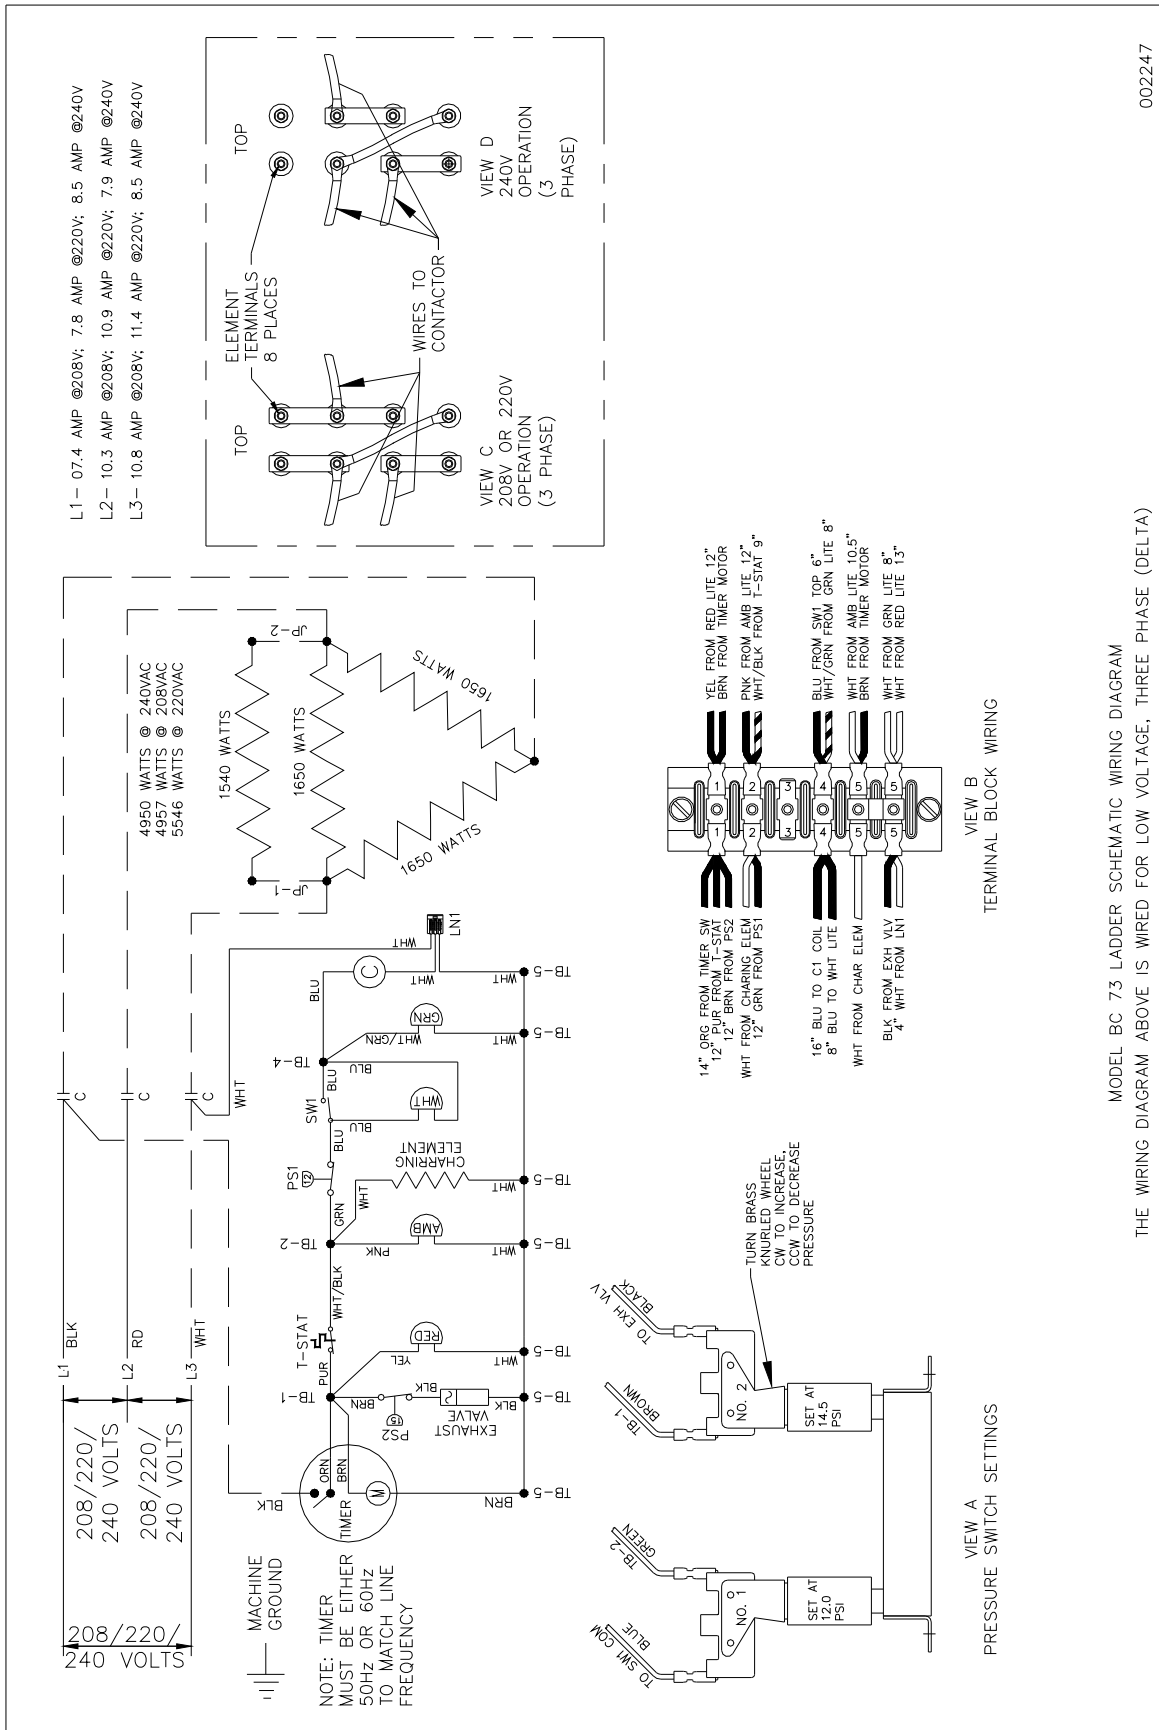 L1– 07.4 AMP @208V; 7.8 AMP @220V; 8.5 AMP @240V
L2– 10.3 AMP @208V; 10.9 AMP @220V; 7.9 AMP @240V
L3– 10.8 AMP @208V; 11.4 AMP @220V; 8.5 AMP @240V
TOP
TOP
ELEMENT
TERMINALS
8 PLACES
WIRES TO
CONTACTOR
VIEW C
208V OR 220V
OPERATION
(3 PHASE)
VIEW D
240V
OPERATION
(3
PHASE)
208/220/
240 VOLTS
208/220/
240 VOLTS
208/220/
240 VOLTS
L1
BLK
L2
RD
L3
WHT
C
C
C
WHT
4950 WATTS @ 240VAC
4957 WATTS @ 208VAC
5546 WATTS @ 220VAC
1540 WATTS
1650 WATTS
1650 WATTS
1650 WATTS
JP-1
JP-2
MACHINE
GROUND
NOTE: TIMER
MUST BE EITHER
50Hz OR 60Hz
TO MATCH LINE
FREQUENCY
BLK
TIMER
ORN
BRN
M
BRN
TB-5
TB-1
PUR
T-STAT
WHT/BLK
BRN
PS2
15
BLK
2
EXHAUST
VALVE
BLK
TB-5
YEL
RED
WHT
TB-5
TB-2
PNK
AMB
WHT
TB-5
GRN
WHT
CHARRING
ELEMENT
WHT
TB-5
PS1
12
BLU
SW1
BLU
BLU
WHT
BLU
TB-4
WHT/GRN
GRN
WHT
TB-5
BLU
C
WHT
WHT
LN1
WHT
TB-5
14" ORG FROM TIMER SW
12" PUR FROM T-STAT
12" BRN FROM PS2
WHT FROM CHARING ELEM
12" GRN FROM PS1
16" BLU TO C1 COIL
8" BLU TO WHT LITE
WHT FROM CHAR ELEM
BLK FROM EXH VLV
4" WHT FROM LN1
1
1
2
2
3
3
4
4
5
5
5
5
YEL FROM RED LITE 12"
BRN FROM TIMER MOTOR
PNK FROM AMB LITE 12"
WHT/BLK FROM T-STAT 9"
BLU FROM SW1 TOP 6"
WHT/GRN FROM GRN LITE 8"
WHT FROM AMB LITE 10.5"
BRN FROM TIMER MOTOR
WHT FROM GRN LITE 8"
WHT FROM RED LITE 13"
VIEW B
TERMINAL BLOCK WIRING
TO SW1 COM
BLUE
TB-2
GREEN
NO. 1
SET AT
12.0
PSI
TB-1
BROWN
TO EXH VLV
BLACK
NO. 2
SET AT
14.5
PSI
TURN BRASS
KNURLED WHEEL
CW TO INCREASE,
CCW TO DECREASE
PRESSURE
VIEW A
PRESSURE SWITCH SETTINGS
MODEL BC 73 LADDER SCHEMATIC WIRING DIAGRAM
THE WIRING DIAGRAM ABOVE IS WIRED FOR LOW VOLTAGE, THREE PHASE (DELTA)
002247